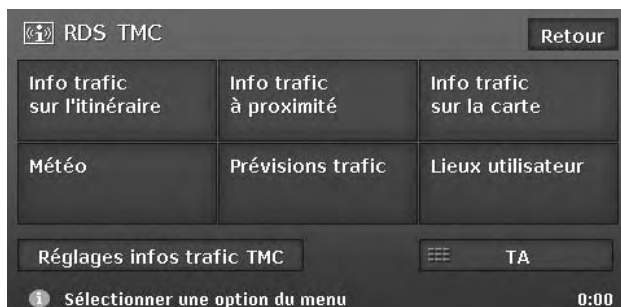 RDS TMC
Retour
Info trafic
sur l'itinéraire
Info trafic
à proximité
Info trafic
sur la carte
Météo
Prévisions trafic
Lieux utilisateur
Réglages infos trafic TMC
TA
Sélectionner une option du menu
0:00